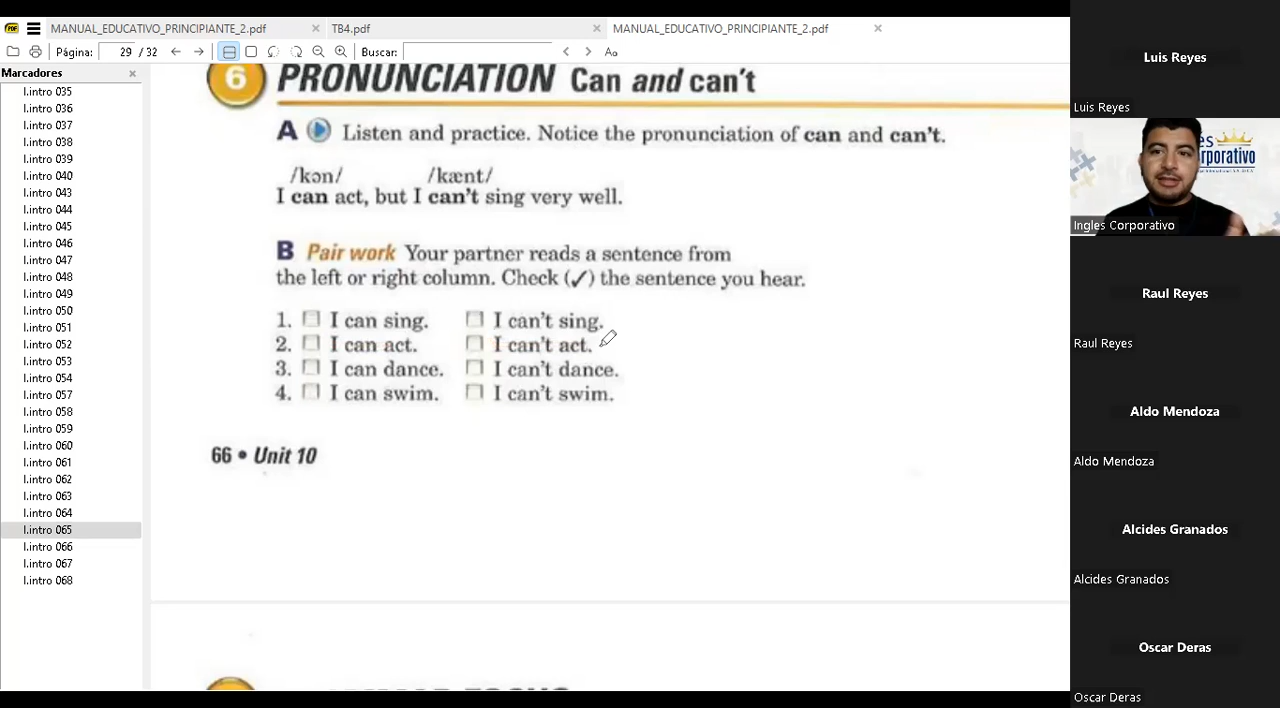 MANUAL_EDUCATIVO_PRINCIPIANTE_2.pdf
TB4.pdf
MANUAL_EDUCATIVO_PRINCIPIANTE_2.pdf
Página: 29 / 32
Buscar:
Marcadores
I.intro 035
I.intro 036
I.intro 037
I.intro 038
I.intro 039
I.intro 040
I.intro 043
I.intro 044
I.intro 045
I.intro 046
I.intro 047
I.intro 048
I.intro 049
I.intro 050
I.intro 051
I.intro 052
I.intro 053
I.intro 054
I.intro 057
I.intro 058
I.intro 059
I.intro 060
I.intro 061
I.intro 062
I.intro 063
I.intro 064
I.intro 065
I.intro 066
I.intro 067
I.intro 068
6 PRONUNCIATION Can and can't
A Listen and practice. Notice the pronunciation of can and can't.
/kən/ /kænt/
I can act, but I can't sing very well.
B Pair work Your partner reads a sentence from
the left or right column. Check (✓) the sentence you hear.
1. I can sing. I can't sing.
2. I can act. I can't act.
3. I can dance. I can't dance.
4. I can swim. I can't swim.
66 • Unit 10
Luis Reyes
Luis Reyes
Ingles Corporativo
Raul Reyes
Raul Reyes
Aldo Mendoza
Aldo Mendoza
Alcides Granados
Alcides Granados
Oscar Deras
Oscar Deras